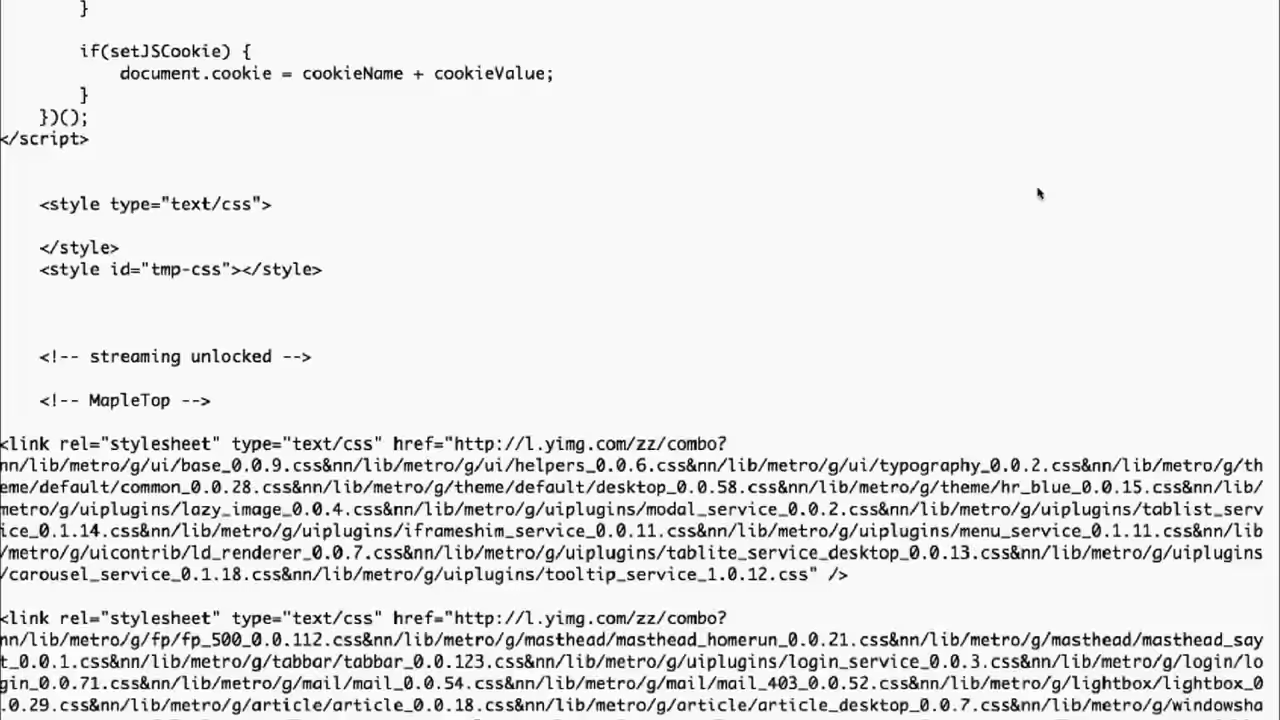 }
if(setJSCookie) {
document.cookie = cookieName + cookieValue;
}
})();
</script>
<style type="text/css">
</style>
<style id="tmp-css"></style>
<!-- streaming unlocked -->
<!-- MapleTop -->
<link rel="stylesheet" type="text/css" href="http://l.yimg.com/zz/combo?
nn/lib/metro/g/ui/base_0.0.9.css&nn/lib/metro/g/ui/helpers_0.0.6.css&nn/lib/metro/g/ui/typography_0.0.2.css&nn/lib/metro/g/th
eme/default/common_0.0.28.css&nn/lib/metro/g/theme/default/desktop_0.0.58.css&nn/lib/metro/g/theme/hr_blue_0.0.15.css&nn/lib/
metro/g/uiplugins/lazy_image_0.0.4.css&nn/lib/metro/g/uiplugins/modal_service_0.0.2.css&nn/lib/metro/g/uiplugins/tablist_serv
ice_0.1.14.css&nn/lib/metro/g/uiplugins/iframeshim_service_0.0.11.css&nn/lib/metro/g/uiplugins/menu_service_0.1.11.css&nn/lib
/metro/g/uicontrib/ld_renderer_0.0.7.css&nn/lib/metro/g/uiplugins/tablite_service_desktop_0.0.13.css&nn/lib/metro/g/uiplugins
/carousel_service_0.1.18.css&nn/lib/metro/g/uiplugins/tooltip_service_1.0.12.css" />
<link rel="stylesheet" type="text/css" href="http://l.yimg.com/zz/combo?
nn/lib/metro/g/fp/fp_500_0.0.112.css&nn/lib/metro/g/masthead/masthead_homerun_0.0.21.css&nn/lib/metro/g/masthead/masthead_say
t_0.0.1.css&nn/lib/metro/g/tabbar/tabbar_0.0.123.css&nn/lib/metro/g/uiplugins/login_service_0.0.3.css&nn/lib/metro/g/login/lo
gin_0.0.71.css&nn/lib/metro/g/mail/mail_0.0.54.css&nn/lib/metro/g/mail/mail_403_0.0.52.css&nn/lib/metro/g/lightbox/lightbox_0
.0.29.css&nn/lib/metro/g/article/article_0.0.18.css&nn/lib/metro/g/article/article_desktop_0.0.7.css&nn/lib/metro/g/windowsha